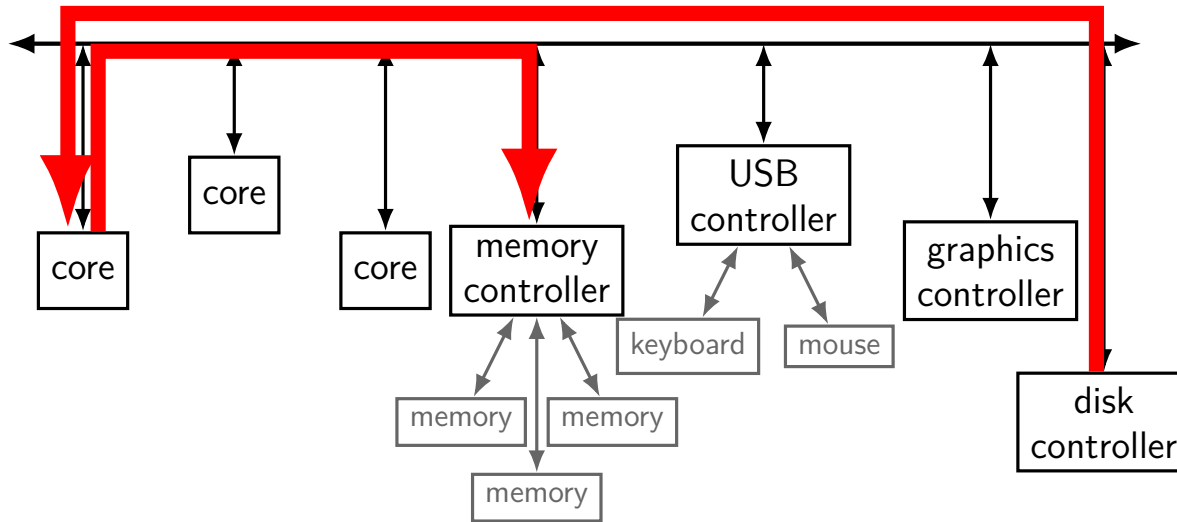 core
core
core
memory
controller
USB
controller
graphics
controller
disk
controller
keyboard
mouse
memory
memory
memory